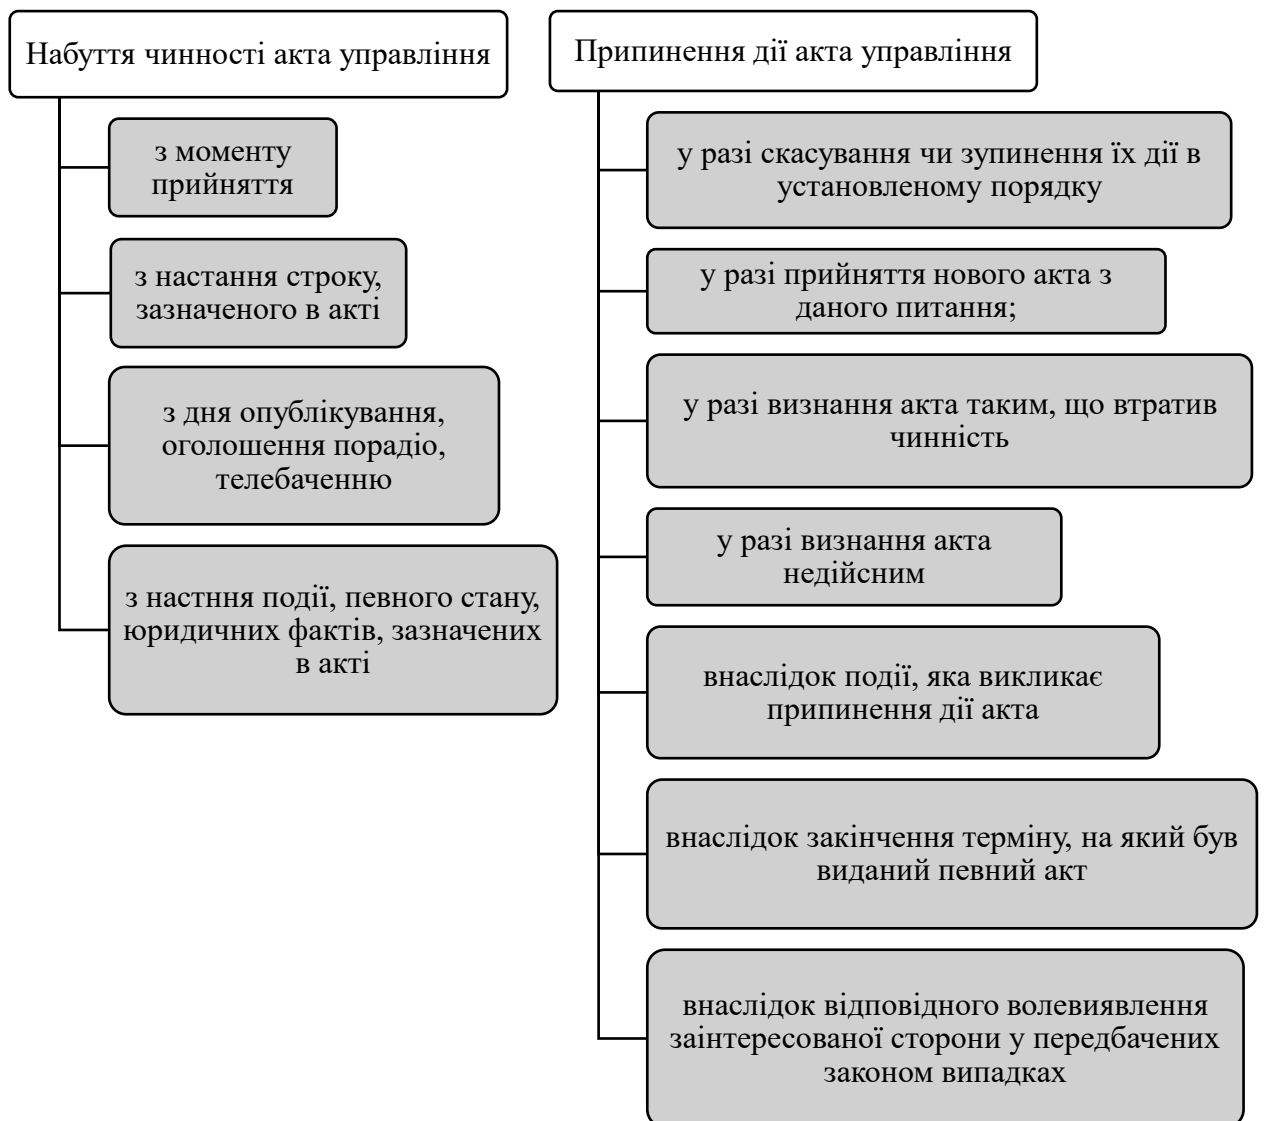 Набуття чинності акта управління
з моменту
прийняття
з настання строку,
зазначеного в акті
з дня опублікування,
оголошення порадіо,
телебаченню
з настння події, певного стану,
юридичних фактів, зазначених
в акті
Припинення дії акта управління
у разі скасування чи зупинення їх дії в
установленому порядку
у разі прийняття нового акта з
даного питання;
у разі визнання акта таким, що втратив
чинність
у разі визнання акта
недійсним
внаслідок події, яка викликає
припинення дії акта
внаслідок закінчення терміну, на який був
виданий певний акт
внаслідок відповідного волевиявлення
заінтересованої сторони у передбачених
законом випадках